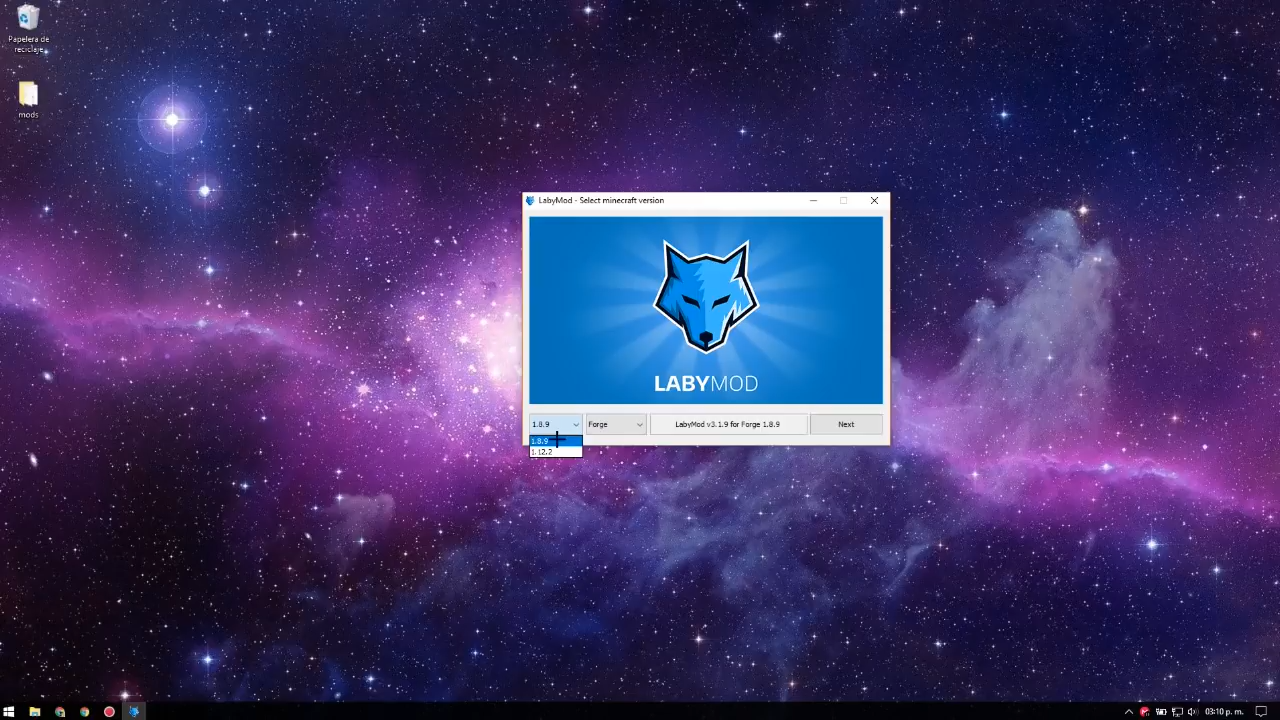 Papelera de
reciclaje
mods
LabyMod - Select minecraft version
LABYMOD
1.8.9
Forge
LabyMod v3.1.9 for Forge 1.8.9
Next
1.8.9
1.12.2
03:10 p. m.